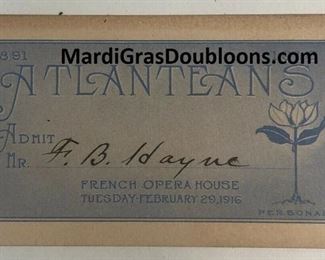 MardiGrasDoubloons.com
1891
ATLANTEANS
ADMIT
MR. F. B. Hayne
FRENCH OPERA HOUSE
TUESDAY-FEBRUARY 29, 1916
PERSONAL